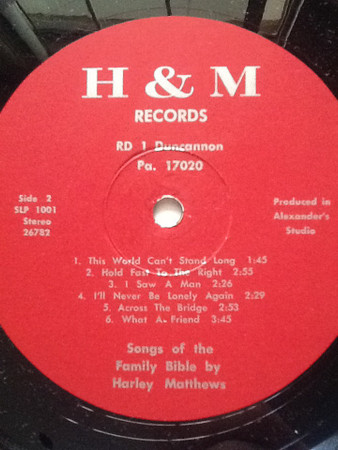 H & M
RECORDS
RD 1 Duncannon
Pa. 17020
Side 2
SLP 1001
Stereo
26782
Produced in
Alexander's
Studio
1. This World Can't Stand Long 1:45
2. Hold Fast To The Right 2:55
3. I Saw A Man 2:26
4. I'll Never Be Lonely Again 2:29
5. Across The Bridge 2:53
6. What A Friend 3:45
Songs of the
Family Bible by
Harley Matthews